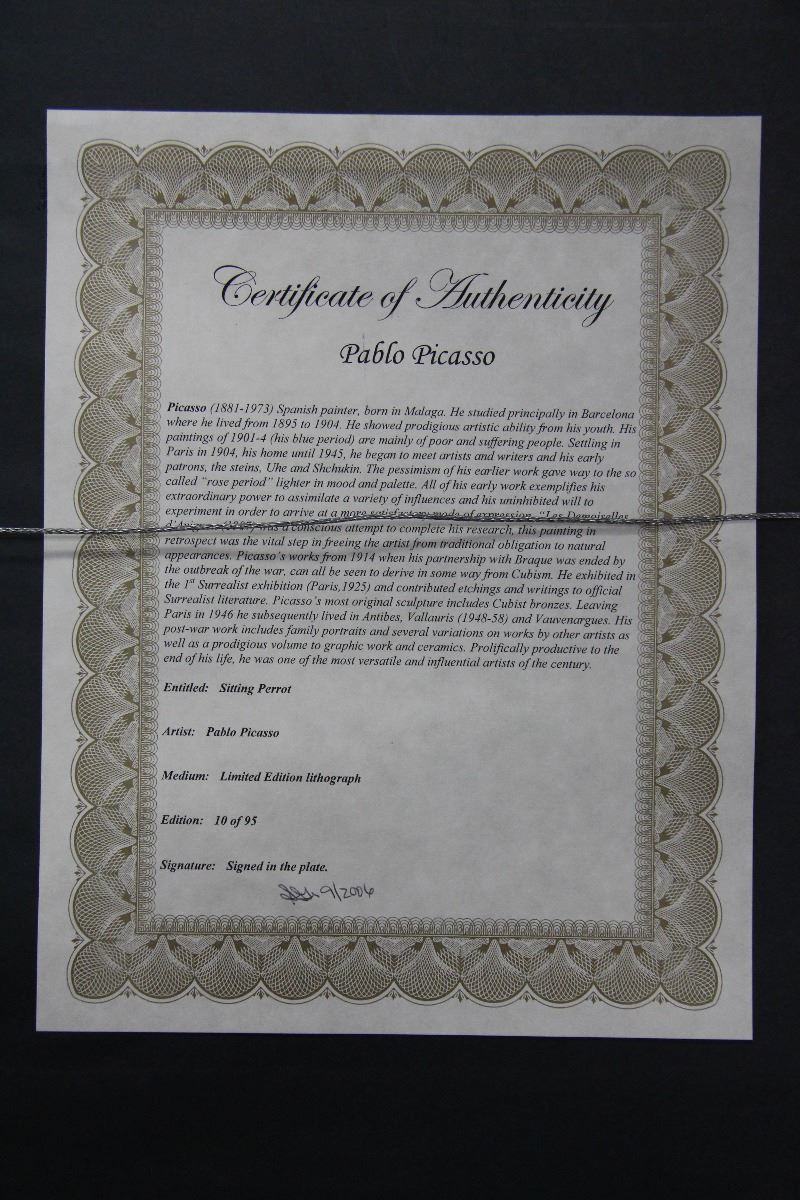 Certificate of Authenticity
Pablo Picasso
Picasso (1881-1973) Spanish painter, born in Malaga. He studied principally in Barcelona
where he lived from 1895 to 1904. He showed prodigious artistic ability from his youth. His
paintings of 1901-4 (his blue period) are mainly of poor and suffering people. Settling in
Paris in 1904, his home until 1945, he began to meet artists and writers and his early
patrons, the steins, Uhe and Shchukin. The pessimism of his earlier work gave way to the so
called "rose period" lighter in mood and palette. All of his early work exemplifies his
extraordinary power to assimilate a variety of influences and his uninhibited will to
experiment in order to arrive at a more satisfactory mode of expression. "Les Demoiselles
was a conscious attempt to complete his research, this painting in
retrospect was the vital step in freeing the artist from traditional obligation to natural
appearances. Picasso's works from 1914 when his partnership with Braque was ended by
the outbreak of the war, can all be seen to derive in some way from Cubism. He exhibited in
the 1st Surrealist exhibition (Paris,1925) and contributed etchings and writings to official
Surrealist literature. Picasso's most original sculpture includes Cubist bronzes. Leaving
Paris in 1946 he subsequently lived in Antibes, Vallauris (1948-58) and Vauvenargues. His
post-war work includes family portraits and several variations on works by other artists as
well as a prodigious volume to graphic work and ceramics. Prolifically productive to the
end of his life, he was one of the most versatile and influential artists of the century.
Entitled: Sitting Perrot
Artist: Pablo Picasso
Medium: Limited Edition lithograph
Edition: 10 of 95
Signature: Signed in the plate.
9/2006